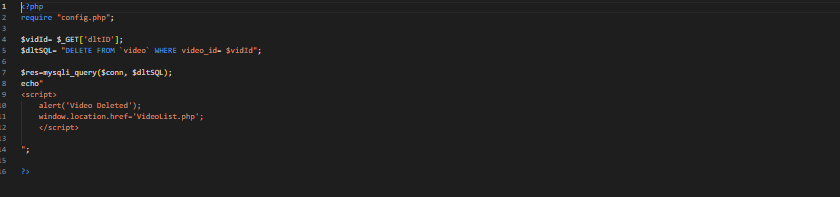 1 <?php
2 require "config.php";
3
4 $vidId= $_GET['dltID'];
5 $dltSQL= "DELETE FROM `video` WHERE video_id= $vidId";
6
7 $res=mysqli_query($conn, $dltSQL);
8 echo"
9 <script>
10 alert('Video Deleted');
11 window.location.href='VideoList.php';
12 </script>
13
14 ";
15
16 ?>